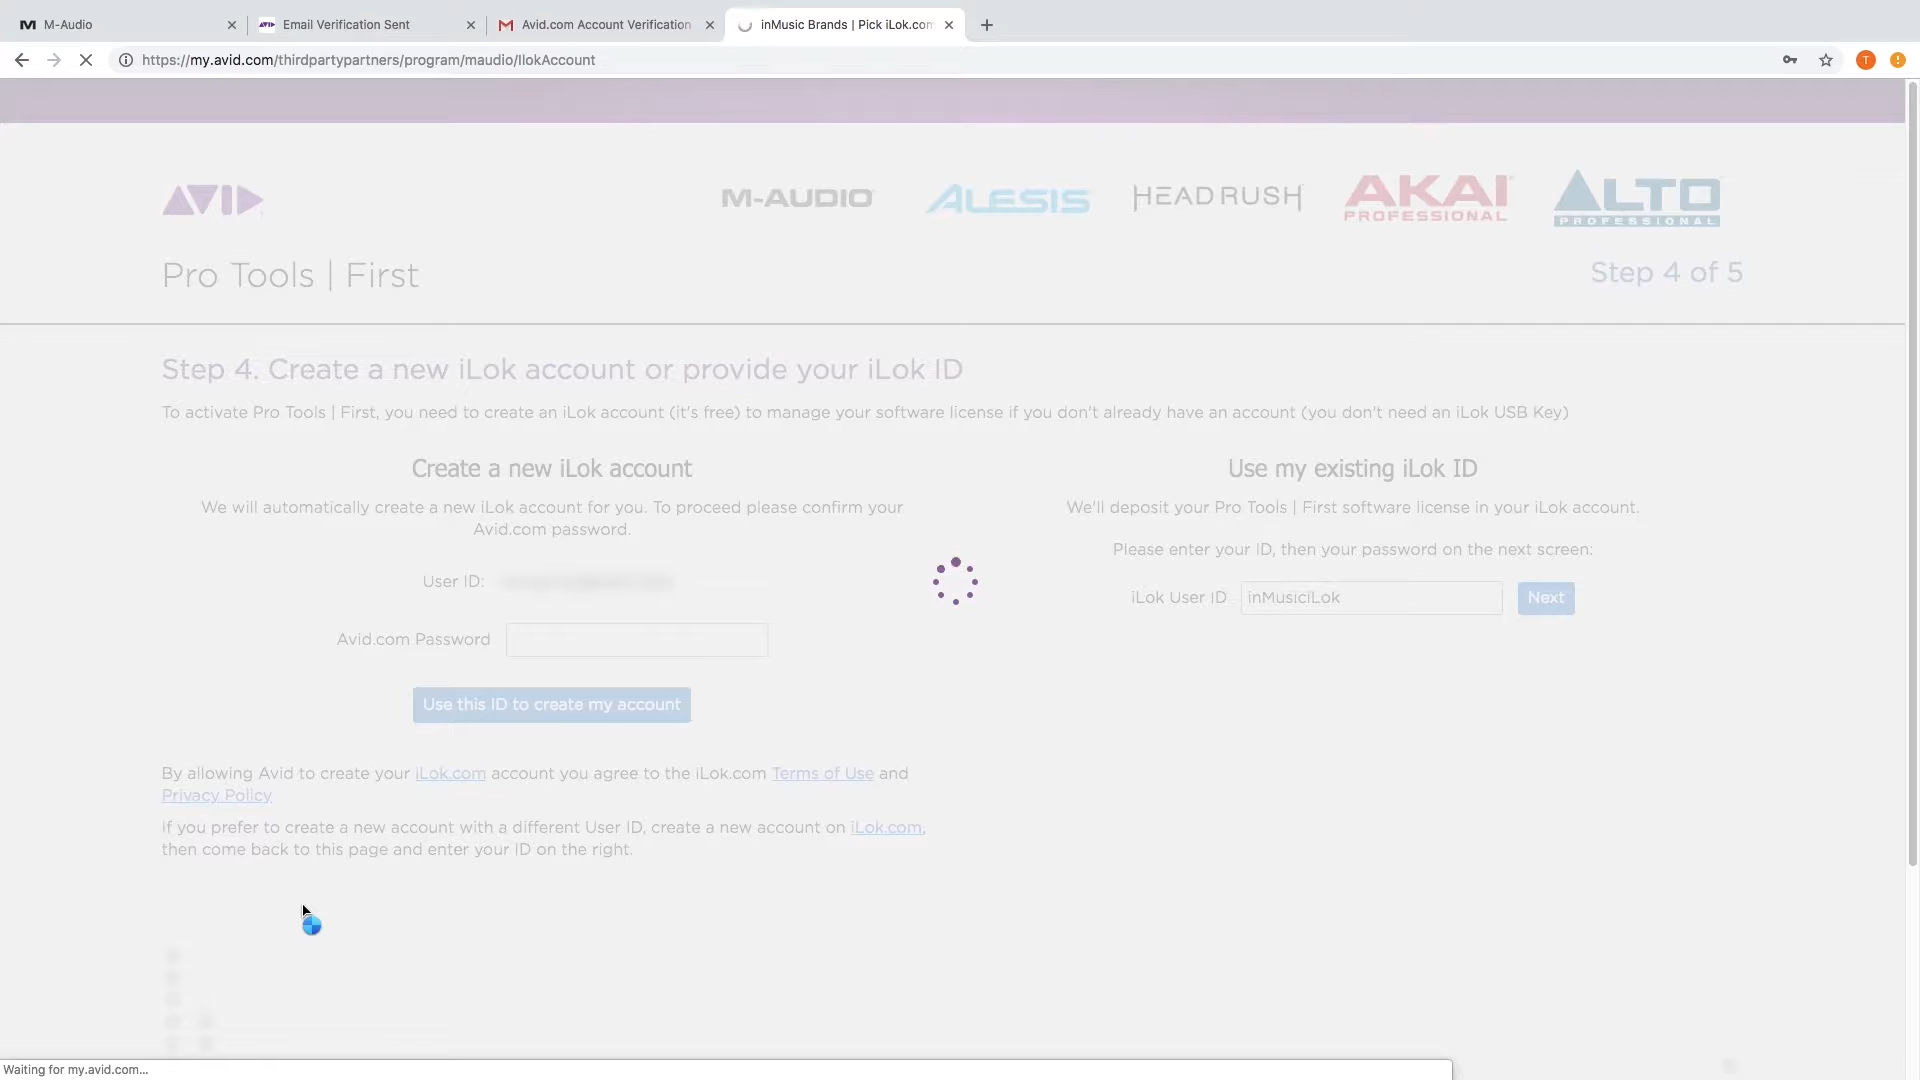 M-Audio
Email Verification Sent
Avid.com Account Verification
inMusic Brands | Pick iLok.com
https://my.avid.com/thirdpartypartners/program/maudio/IlokAccount
T
AVID
M-AUDIO
ALESIS
HEADRUSH
AKAI PROFESSIONAL
ALTO PROFESSIONAL
Pro Tools | First
Step 4 of 5
Step 4. Create a new iLok account or provide your iLok ID
To activate Pro Tools | First, you need to create an iLok account (it's free) to manage your software license if you don't already have an account (you don't need an iLok USB Key)
Create a new iLok account
We will automatically create a new iLok account for you. To proceed please confirm your
Avid.com password.
User ID:
Avid.com Password
Use this ID to create my account
By allowing Avid to create your iLok.com account you agree to the iLok.com Terms of Use and
Privacy Policy
If you prefer to create a new account with a different User ID, create a new account on iLok.com,
then come back to this page and enter your ID on the right.
Use my existing iLok ID
We'll deposit your Pro Tools | First software license in your iLok account.
Please enter your ID, then your password on the next screen:
iLok User ID inMusiciLok Next
Waiting for my.avid.com...